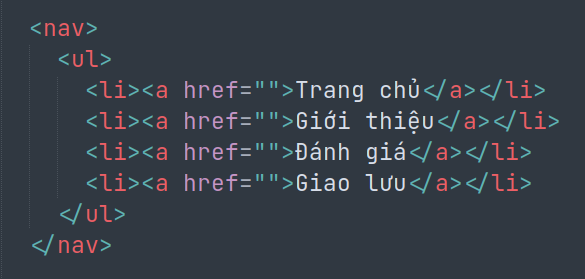 <nav>
<ul>
<li><a href="">Trang chủ</a></li>
<li><a href="">Giới thiệu</a></li>
<li><a href="">Đánh giá</a></li>
<li><a href="">Giao lưu</a></li>
</ul>
</nav>